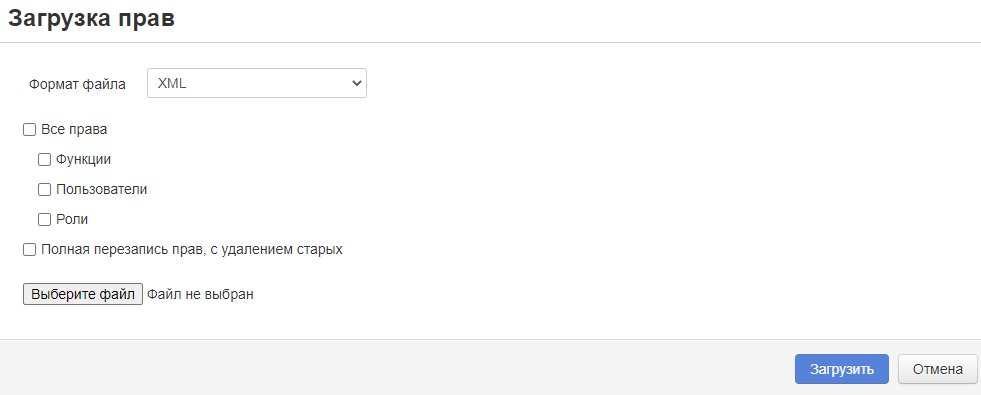 Загрузка прав
Формат файла XML
Все права
Функции
Пользователи
Роли
Полная перезапись прав, с удалением старых
Выберите файл Файл не выбран
Загрузить Отмена